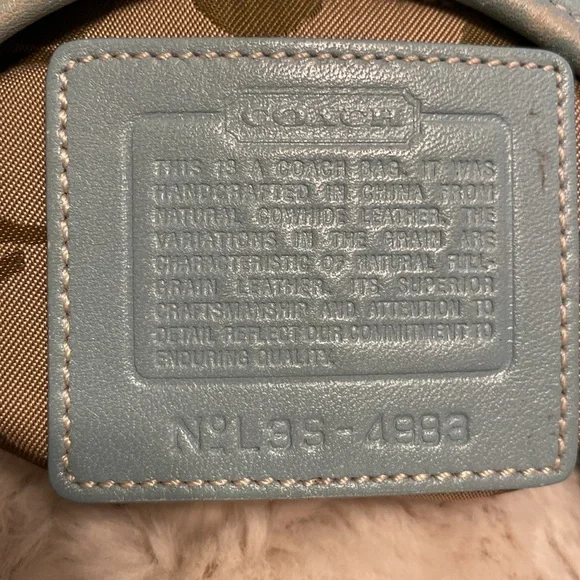 COACH
THIS IS A COACH BAG. IT WAS
HANDCRAFTED IN CHINA FROM
NATURAL COWHIDE LEATHER. THE
VARIATIONS IN THE GRAIN ARE
CHARACTERISTIC OF NATURAL FULL-
GRAIN LEATHER. ITS SUPERIOR
CRAFTSMANSHIP AND ATTENTION TO
DETAIL REFLECT OUR COMMITMENT TO
ENDURING QUALITY.
Nº L3S-4983